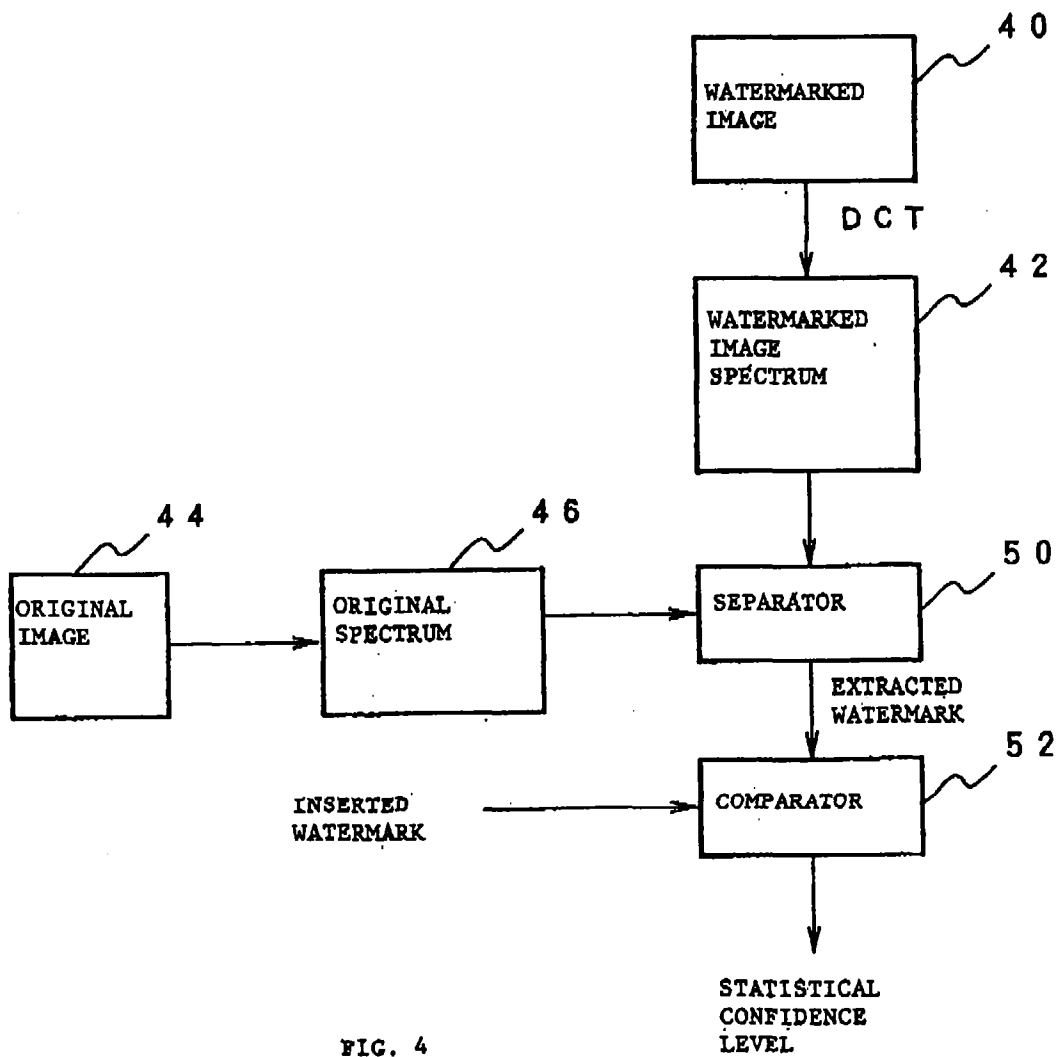 40
WATERMARKED
IMAGE
DCT
42
WATERMARKED
IMAGE
SPECTRUM
44
46
50
ORIGINAL
IMAGE
ORIGINAL
SPECTRUM
SEPARATOR
EXTRACTED
WATERMARK
52
INSERTED
WATERMARK
COMPARATOR
STATISTICAL
CONFIDENCE
LEVEL
FIG. 4